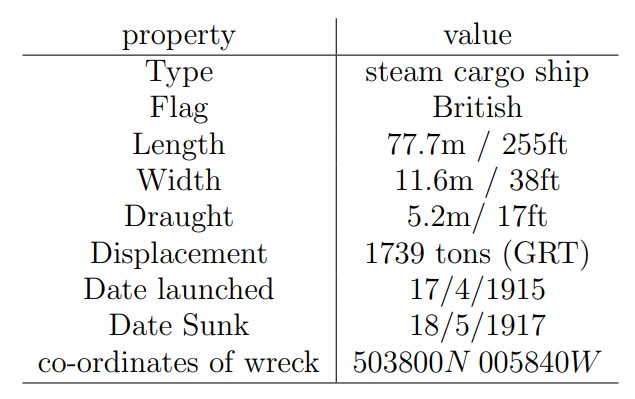 property value
Type steam cargo ship
Flag British
Length 77.7m / 255ft
Width 11.6m / 38ft
Draught 5.2m/ 17ft
Displacement 1739 tons (GRT)
Date launched 17/4/1915
Date Sunk 18/5/1917
co-ordinates of wreck 503800N 005840W